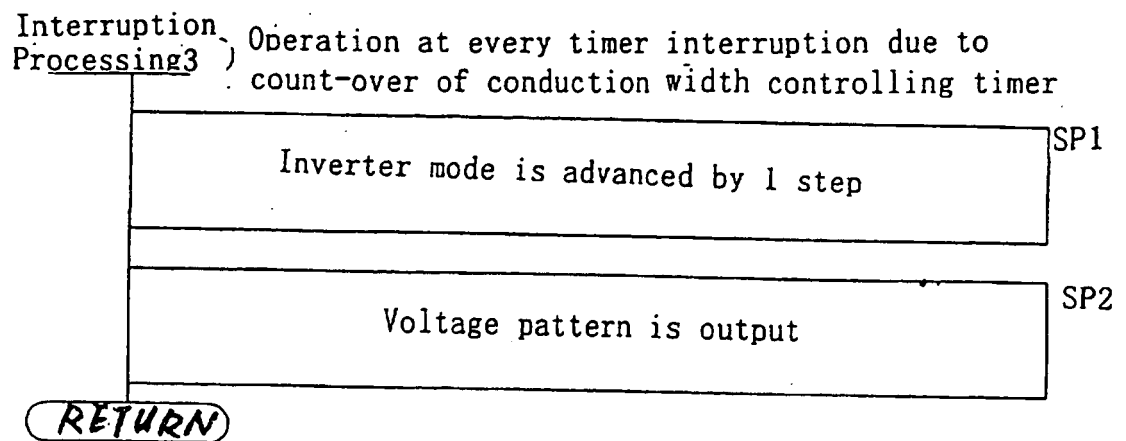 Interruption
Processing3
Operation at every timer interruption due to
count-over of conduction width controlling timer
SP1
Inverter mode is advanced by 1 step
SP2
Voltage pattern is output
RETURN